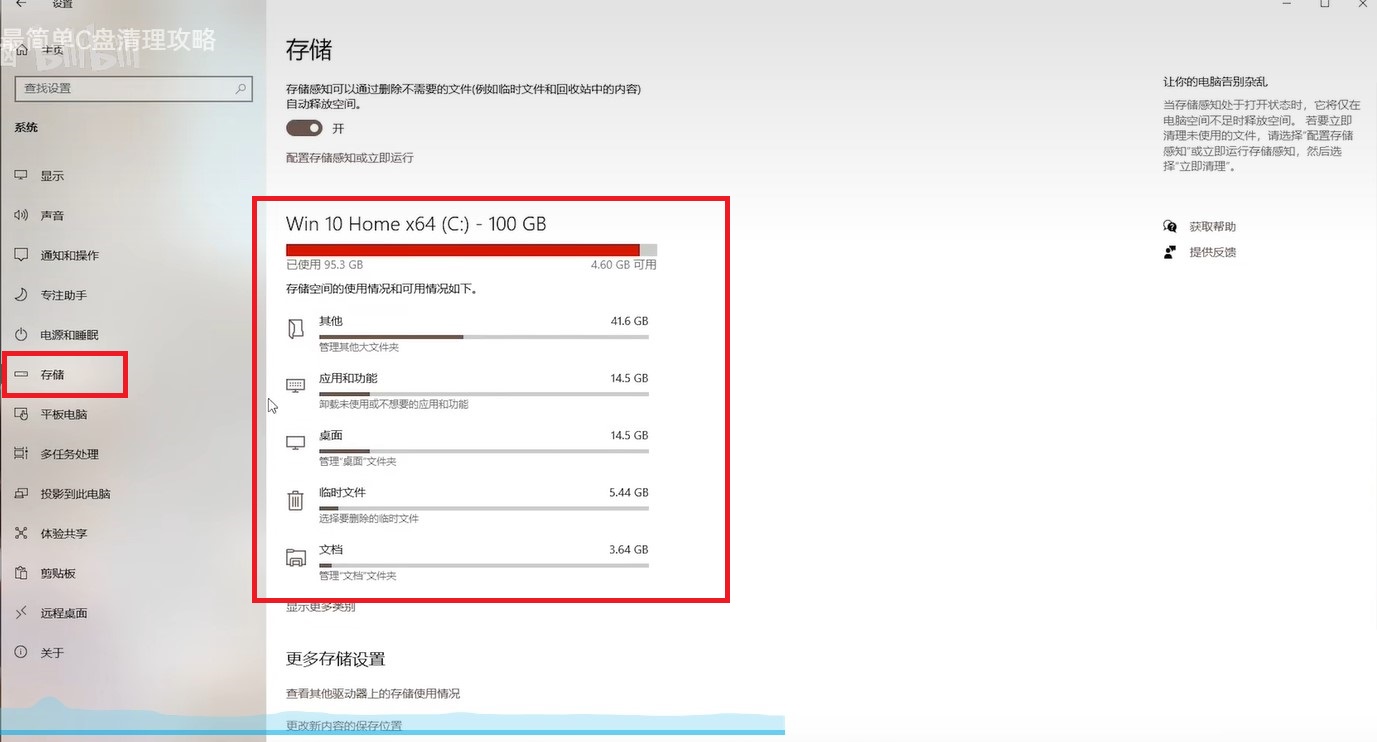 设置
最简单C盘清理攻略
主页
bilibili
查找设置
系统
显示
声音
通知和操作
专注助手
电源和睡眠
存储
平板电脑
多任务处理
投影到此电脑
体验共享
剪贴板
远程桌面
关于
存储
存储感知可以通过删除不需要的文件(例如临时文件和回收站中的内容)
自动释放空间。
开
配置存储感知或立即运行
Win 10 Home x64 (C:) - 100 GB
已使用 95.3 GB
4.60 GB 可用
存储空间的使用情况和可用情况如下。
其他
41.6 GB
管理其他大文件夹
应用和功能
14.5 GB
卸载未使用或不想要的应用和功能
桌面
14.5 GB
管理"桌面"文件夹
临时文件
5.44 GB
选择要删除的临时文件
文档
3.64 GB
管理"文档"文件夹
显示更多类别
更多存储设置
查看其他驱动器上的存储使用情况
更改新内容的保存位置
让你的电脑告别杂乱
当存储感知处于打开状态时，它将仅在
电脑空间不足时释放空间。 若要立即
清理未使用的文件，请选择"配置存储
感知"或立即运行存储感知，然后选
择"立即清理"。
获取帮助
提供反馈